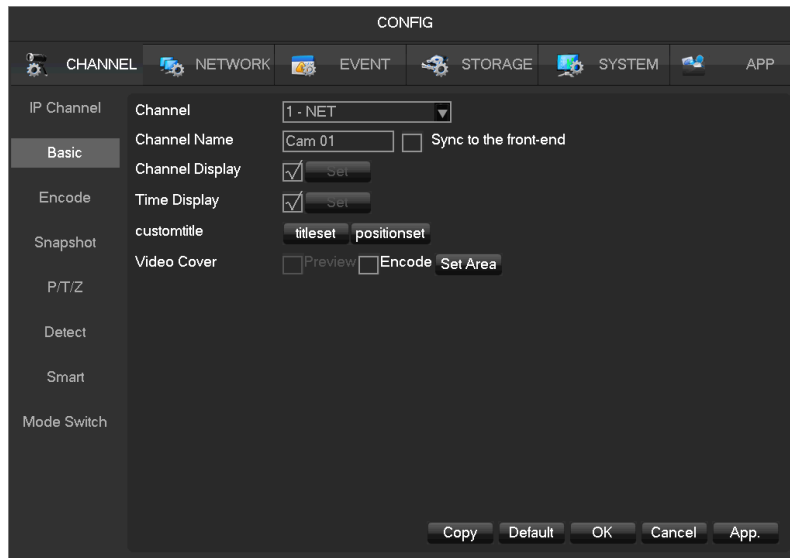 CONFIG
CHANNEL NETWORK EVENT STORAGE SYSTEM APP
IP Channel
Basic
Encode
Snapshot
P/T/Z
Detect
Smart
Mode Switch
Channel 1 - NET
Channel Name Cam 01 Sync to the front-end
Channel Display Set
Time Display Set
customtitle titleset positionset
Video Cover Preview Encode Set Area
Copy Default OK Cancel App.